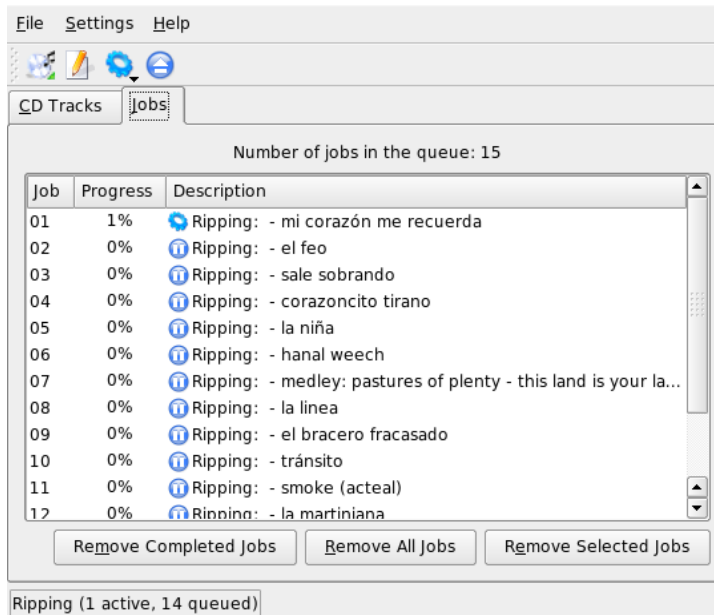 File Settings Help
CD Tracks Jobs
Number of jobs in the queue: 15
Job Progress Description
01 1% Ripping: - mi corazón me recuerda
02 0% Ripping: - el feo
03 0% Ripping: - sale sobrando
04 0% Ripping: - corazoncito tirano
05 0% Ripping: - la niña
06 0% Ripping: - hanal weech
07 0% Ripping: - medley: pastures of plenty - this land is your la...
08 0% Ripping: - la linea
09 0% Ripping: - el bracero fracasado
10 0% Ripping: - tránsito
11 0% Ripping: - smoke (acteal)
12 0% Ripping: - la martiniana
Remove Completed Jobs Remove All Jobs Remove Selected Jobs
Ripping (1 active, 14 queued)